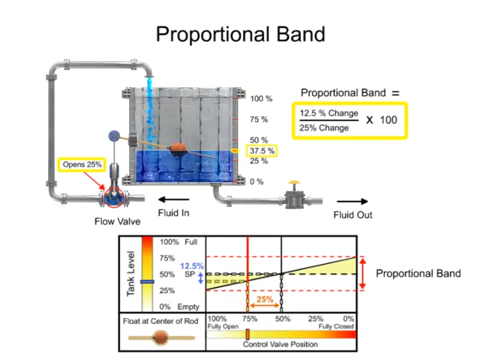 Proportional Band
Proportional Band =
12.5 % Change
25% Change
X 100
100 %
75 %
50 %
37.5 %
25 %
0 %
Opens 25%
Flow Valve
Fluid In
Fluid Out
Tank Level
100%
75%
50%
25%
0%
Full
12.5%
SP
Empty
25%
Proportional Band
Float at Center of Rod
100% 75% 50% 25% 0%
Fully Open Fully Closed
Control Valve Position